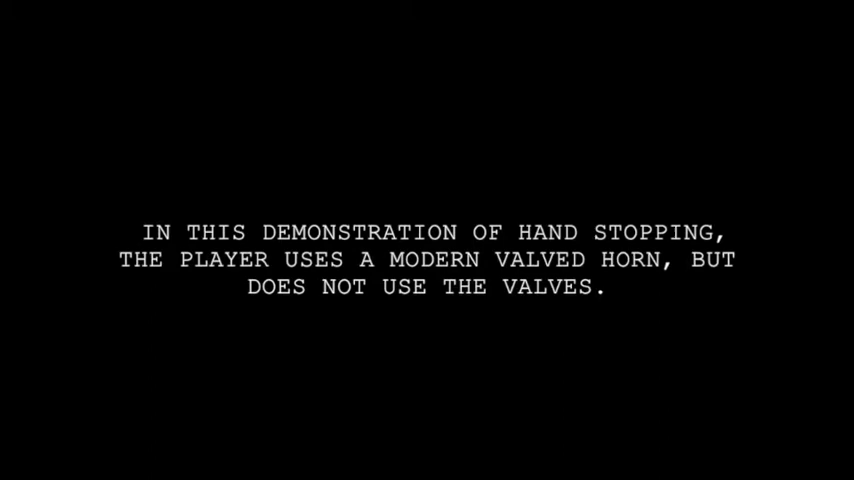 IN THIS DEMONSTRATION OF HAND STOPPING,
THE PLAYER USES A MODERN VALVED HORN, BUT
DOES NOT USE THE VALVES.